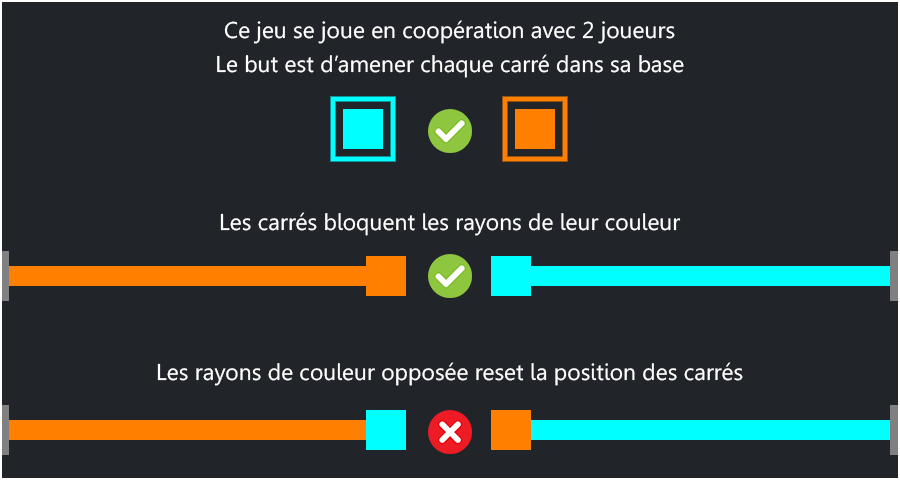 Ce jeu se joue en coopération avec 2 joueurs
Le but est d’amener chaque carré dans sa base
Les carrés bloquent les rayons de leur couleur
Les rayons de couleur opposée reset la position des carrés